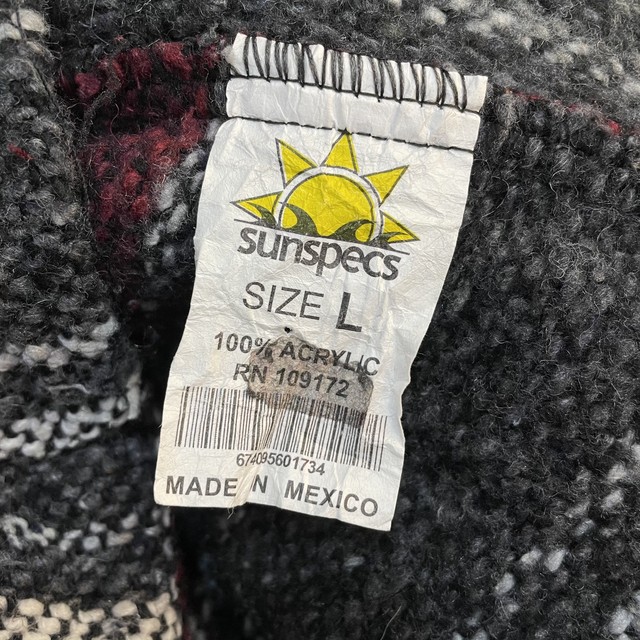 sunspecs
SIZE L
100% ACRYLIC
RN 109172
674095601734
MADE IN MEXICO